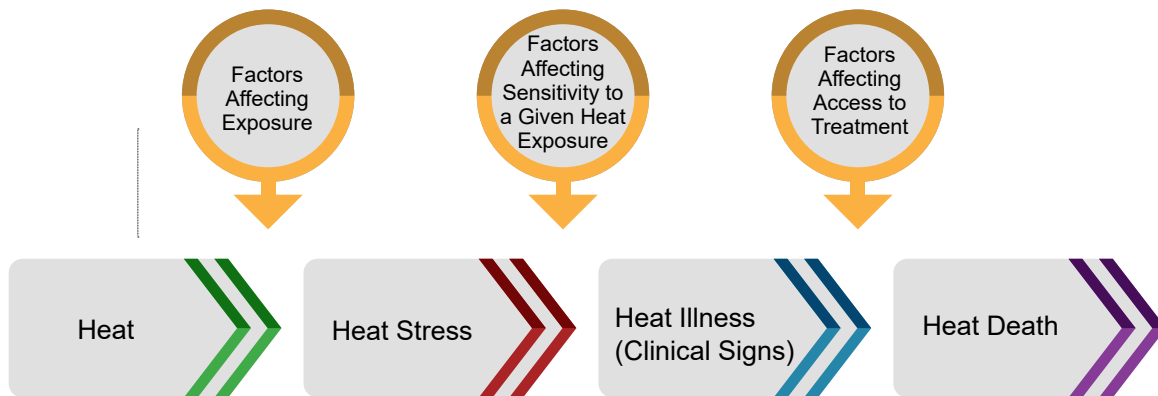 Factors
Affecting
Exposure
Factors
Affecting
Sensitivity to
a Given Heat
Exposure
Factors
Affecting
Access to
Treatment
Heat
Heat Stress
Heat Illness
(Clinical Signs)
Heat Death